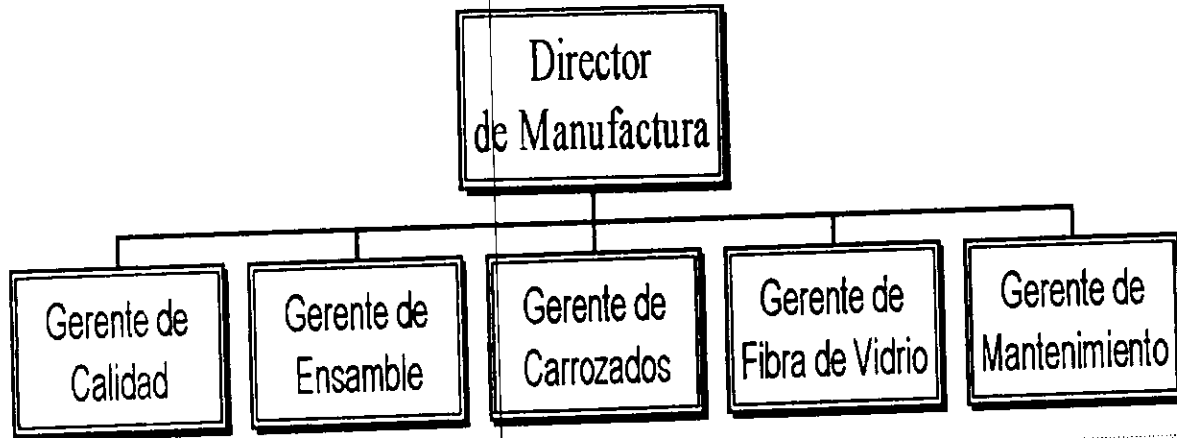 Director
de Manufactura
Gerente de
Calidad
Gerente de
Ensamble
Gerente de
Carrozados
Gerente de
Fibra de Vidrio
Gerente de
Mantenimiento